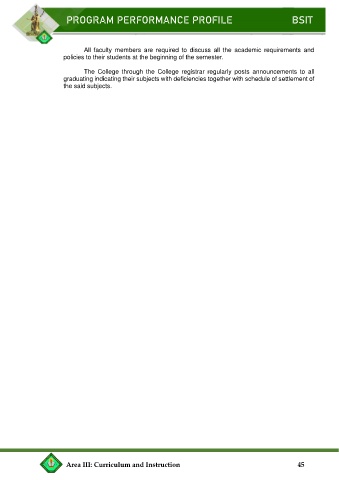 PROGRAM PERFORMANCE PROFILE BSIT
All faculty members are required to discuss all the academic requirements and
policies to their students at the beginning of the semester.
The College through the College registrar regularly posts announcements to all
graduating indicating their subjects with deficiencies together with schedule of settlement of
the said subjects.
Area III: Curriculum and Instruction 45